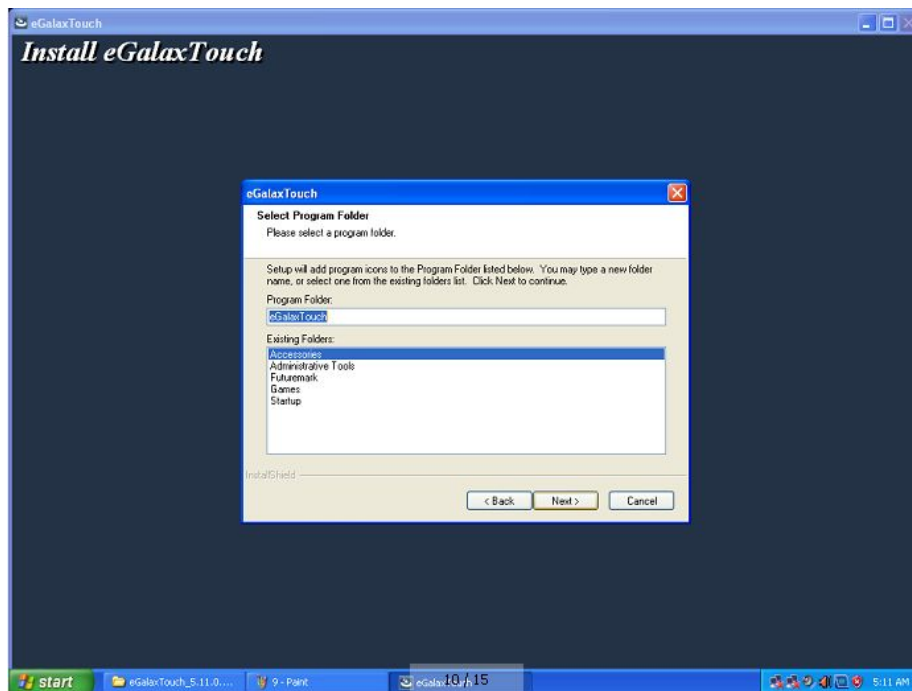 eGalaxTouch
Install eGalaxTouch
eGalaxTouch
Select Program Folder
Please select a program folder.
Setup will add program icons to the Program Folder listed below. You may type a new folder
name, or select one from the existing folders list. Click Next to continue.
Program Folder:
eGalaxTouch
Existing Folders:
Accessories
Administrative Tools
Futuremark
Games
Startup
InstallShield
< Back
Next >
Cancel
start
eGalaxTouch_5.11.0....
9 - Paint
10 / 15
5:11 AM